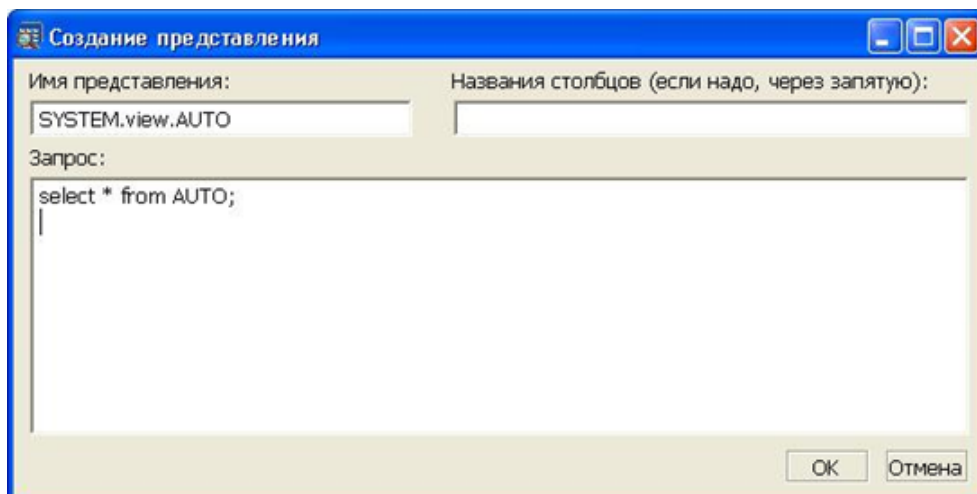 Создание представления
Имя представления:
Названия столбцов (если надо, через запятую):
SYSTEM.view.AUTO
Запрос:
select * from AUTO;
OK
Отмена